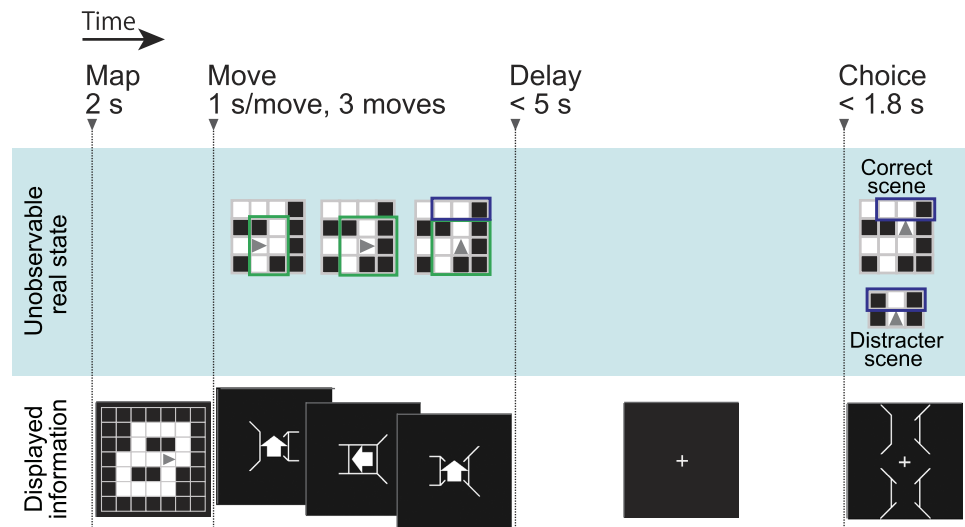 Time
Map
2 s
Move
1 s/move, 3 moves
Delay
< 5 s
Choice
< 1.8 s
Unobservable
real state
Correct
scene
Distracter
scene
Displayed
information